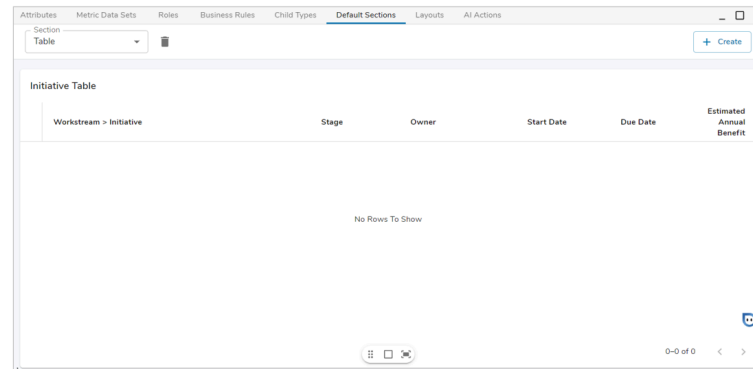 Attributes Metric Data Sets Roles Business Rules Child Types Default Sections Layouts AI Actions
Section
Table
+ Create
Initiative Table
Workstream > Initiative Stage Owner Start Date Due Date Estimated Annual Benefit
No Rows To Show
0–0 of 0 < >